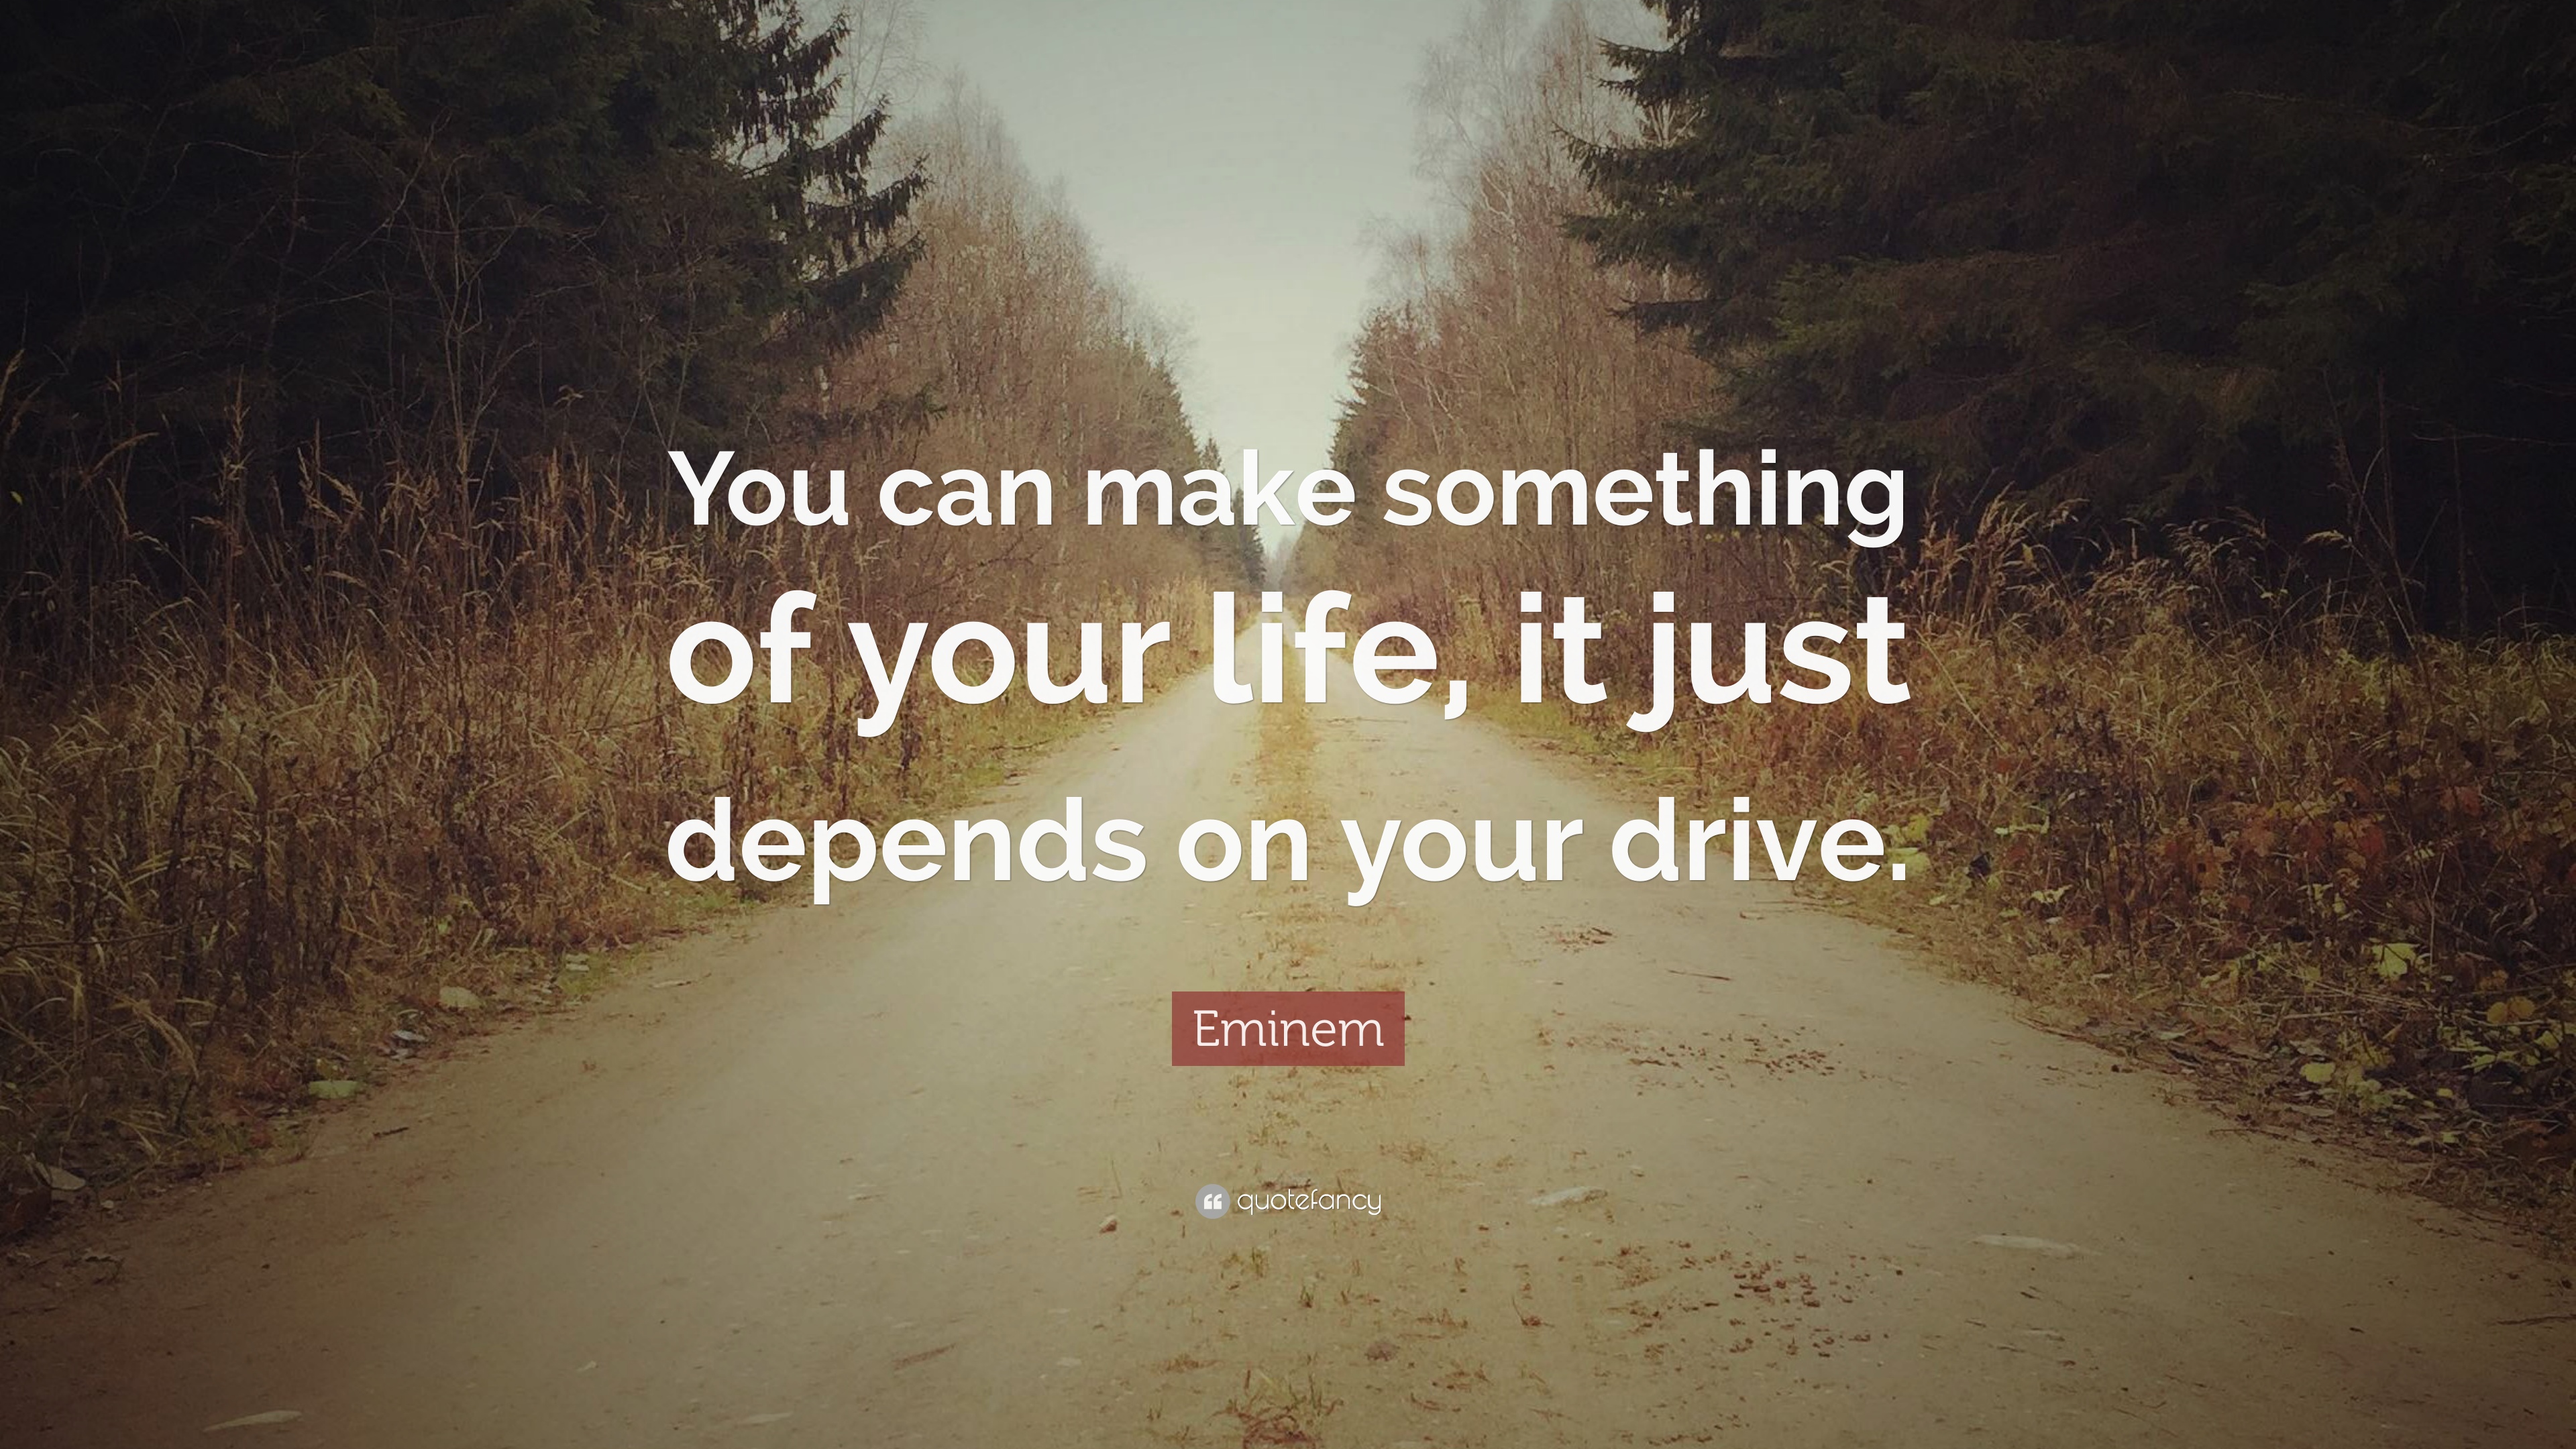 You can make something
of your life, it just
depends on your drive.
Eminem
quotefancy